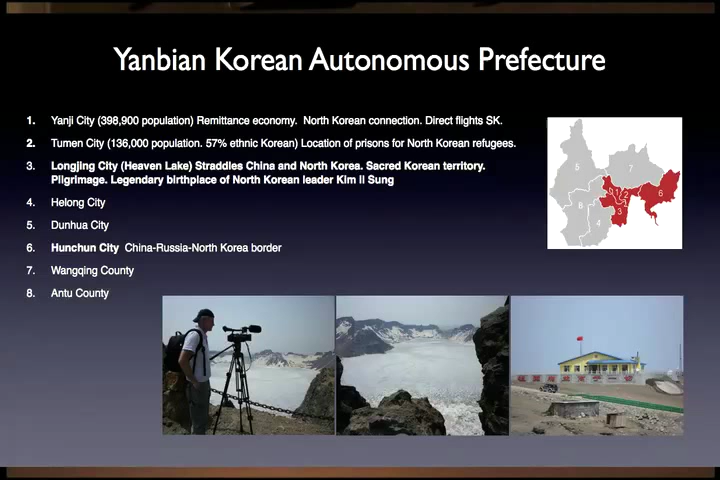 Yanbian Korean Autonomous Prefecture
1. Yanji City (398,900 population) Remittance economy. North Korean connection. Direct flights SK.
2. Tumen City (136,000 population. 57% ethnic Korean) Location of prisons for North Korean refugees.
3. Longjing City (Heaven Lake) Straddles China and North Korea. Sacred Korean territory.
Pilgrimage. Legendary birthplace of North Korean leader Kim Il Sung
4. Helong City
5. Dunhua City
6. Hunchun City China-Russia-North Korea border
7. Wangqing County
8. Antu County
5
7
6
1
2
8
3
4